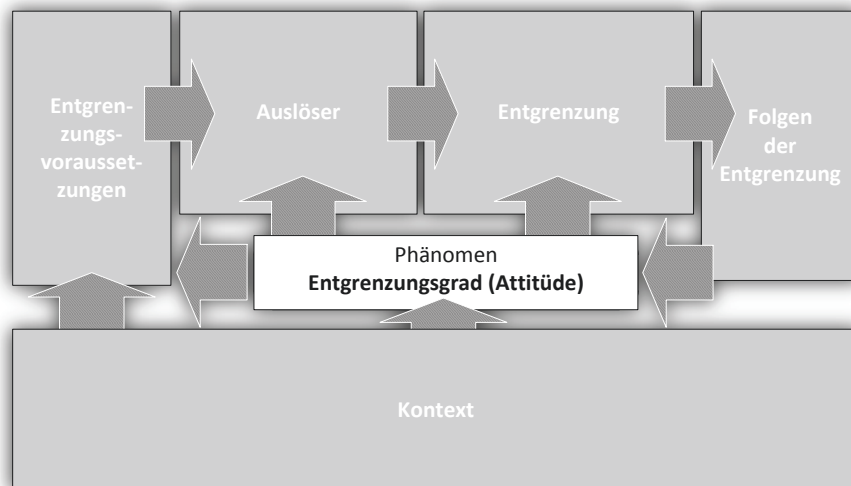 Entgren-
zungs-
vorausset-
zungen
Auslöser
Entgrenzung
Folgen
der
Entgrenzung
Phänomen
Entgrenzungsgrad (Attitüde)
Kontext